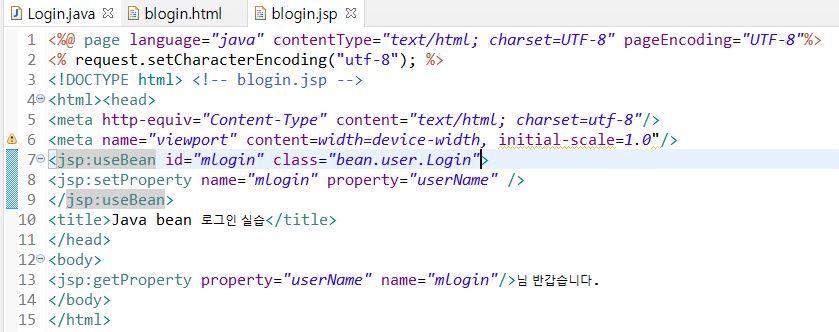 Login.java blogin.html blogin.jsp
1 <%@ page language="java" contentType="text/html; charset=UTF-8" pageEncoding="UTF-8"%>
2 <% request.setCharacterEncoding("utf-8"); %>
3 <!DOCTYPE html> <!-- blogin.jsp -->
4 <html><head>
5 <meta http-equiv="Content-Type" content="text/html; charset=utf-8"/>
6 <meta name="viewport" content=width=device-width, initial-scale=1.0"/>
7 <jsp:useBean id="mlogin" class="bean.user.Login">
8 <jsp:setProperty name="mlogin" property="userName" />
9 </jsp:useBean>
10 <title>Java bean 로그인 실습</title>
11 </head>
12 <body>
13 <jsp:getProperty property="userName" name="mlogin"/>님 반갑습니다.
14 </body>
15 </html>